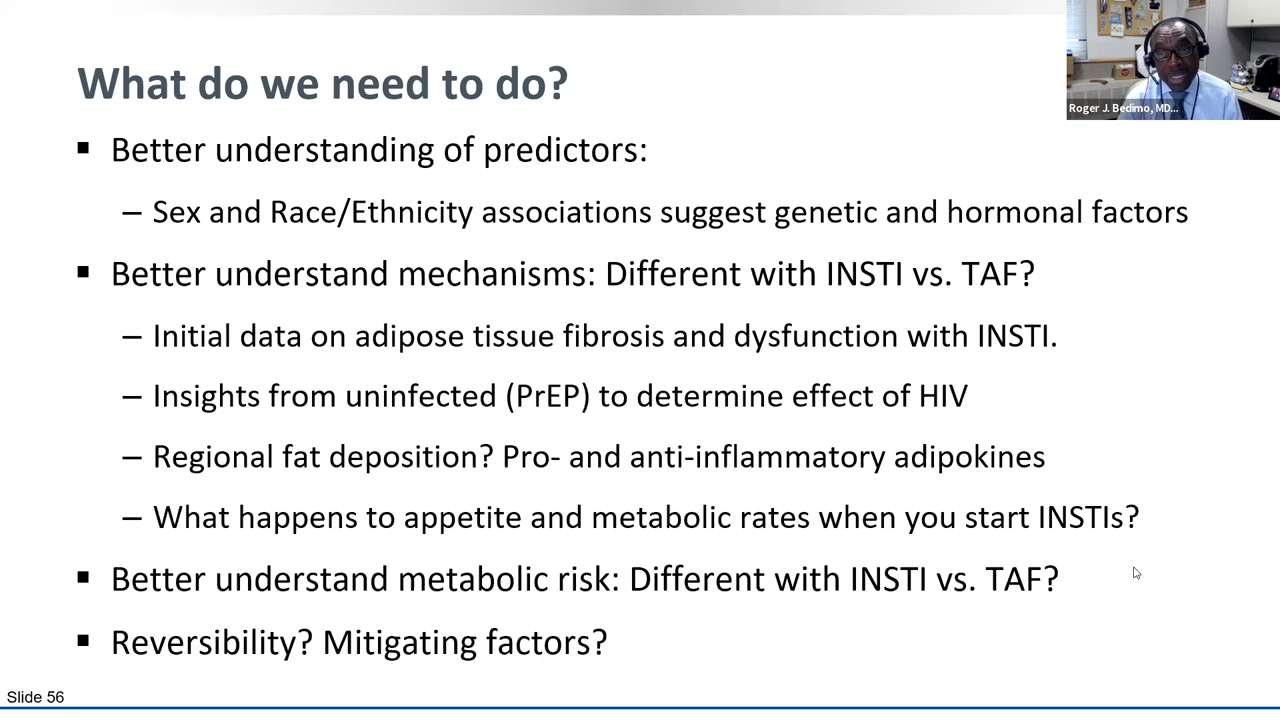 What do we need to do?
Roger J. Bedimo, MD...
▪ Better understanding of predictors:
– Sex and Race/Ethnicity associations suggest genetic and hormonal factors
▪ Better understand mechanisms: Different with INSTI vs. TAF?
– Initial data on adipose tissue fibrosis and dysfunction with INSTI.
– Insights from uninfected (PrEP) to determine effect of HIV
– Regional fat deposition? Pro- and anti-inflammatory adipokines
– What happens to appetite and metabolic rates when you start INSTIs?
▪ Better understand metabolic risk: Different with INSTI vs. TAF?
▪ Reversibility? Mitigating factors?
Slide 56